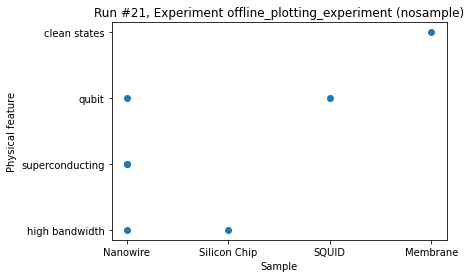 Run #21, Experiment offline_plotting_experiment (nosample)
clean states
qubit
superconducting
high bandwidth
Physical feature
Nanowire Silicon Chip SQUID Membrane
Sample